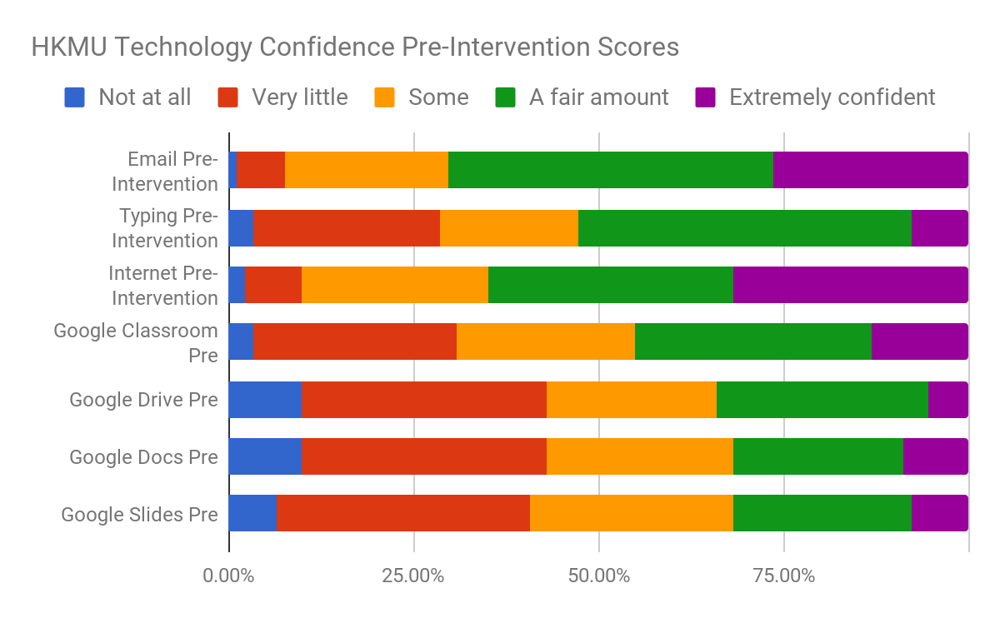 HKMU Technology Confidence Pre-Intervention Scores
Not at all Very little Some A fair amount Extremely confident
Email Pre-
Intervention
Typing Pre-
Intervention
Internet Pre-
Intervention
Google Classroom
Pre
Google Drive Pre
Google Docs Pre
Google Slides Pre
0.00% 25.00% 50.00% 75.00%